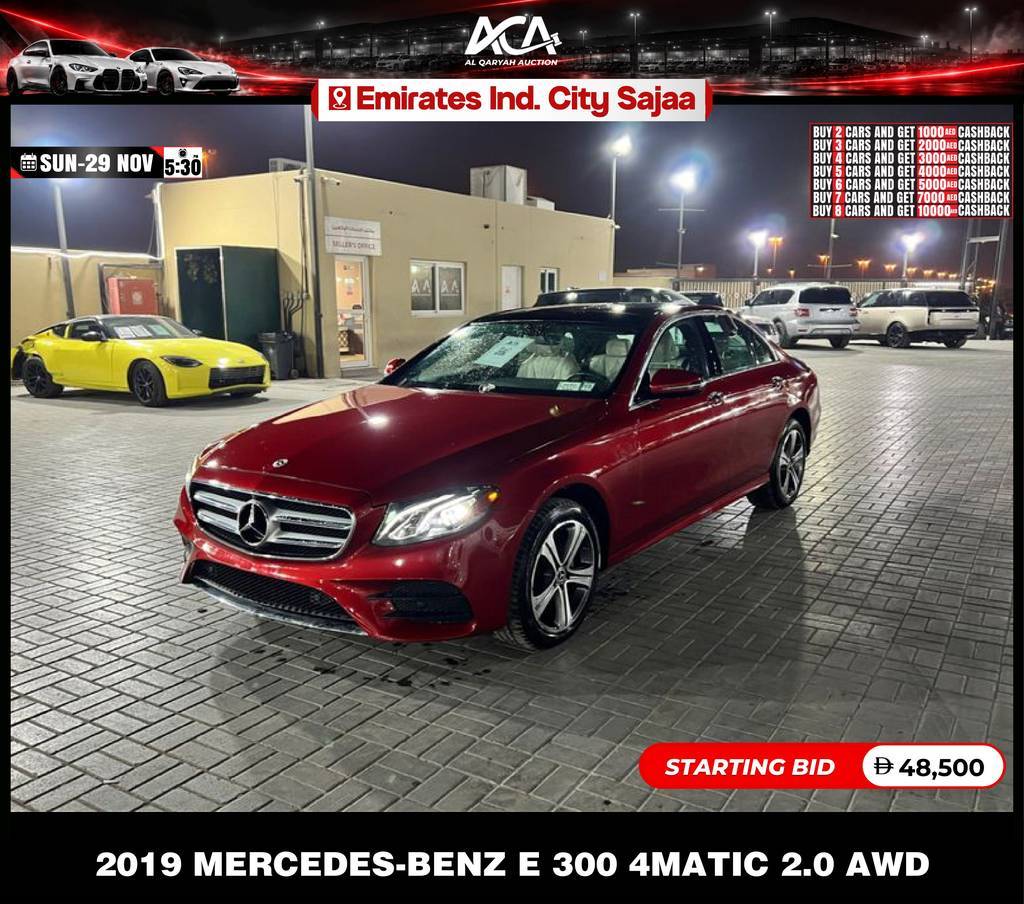 ACA
AL QARYAH AUCTION
Emirates Ind. City Sajaa
SUN-29 NOV 5:30
BUY 2 CARS AND GET 1000 AED CASHBACK
BUY 3 CARS AND GET 2000 AED CASHBACK
BUY 4 CARS AND GET 3000 AED CASHBACK
BUY 5 CARS AND GET 4000 AED CASHBACK
BUY 6 CARS AND GET 5000 AED CASHBACK
BUY 7 CARS AND GET 7000 AED CASHBACK
BUY 8 CARS AND GET 10000 AED CASHBACK
SELLER'S OFFICE
STARTING BID 48,500
2019 MERCEDES-BENZ E 300 4MATIC 2.0 AWD